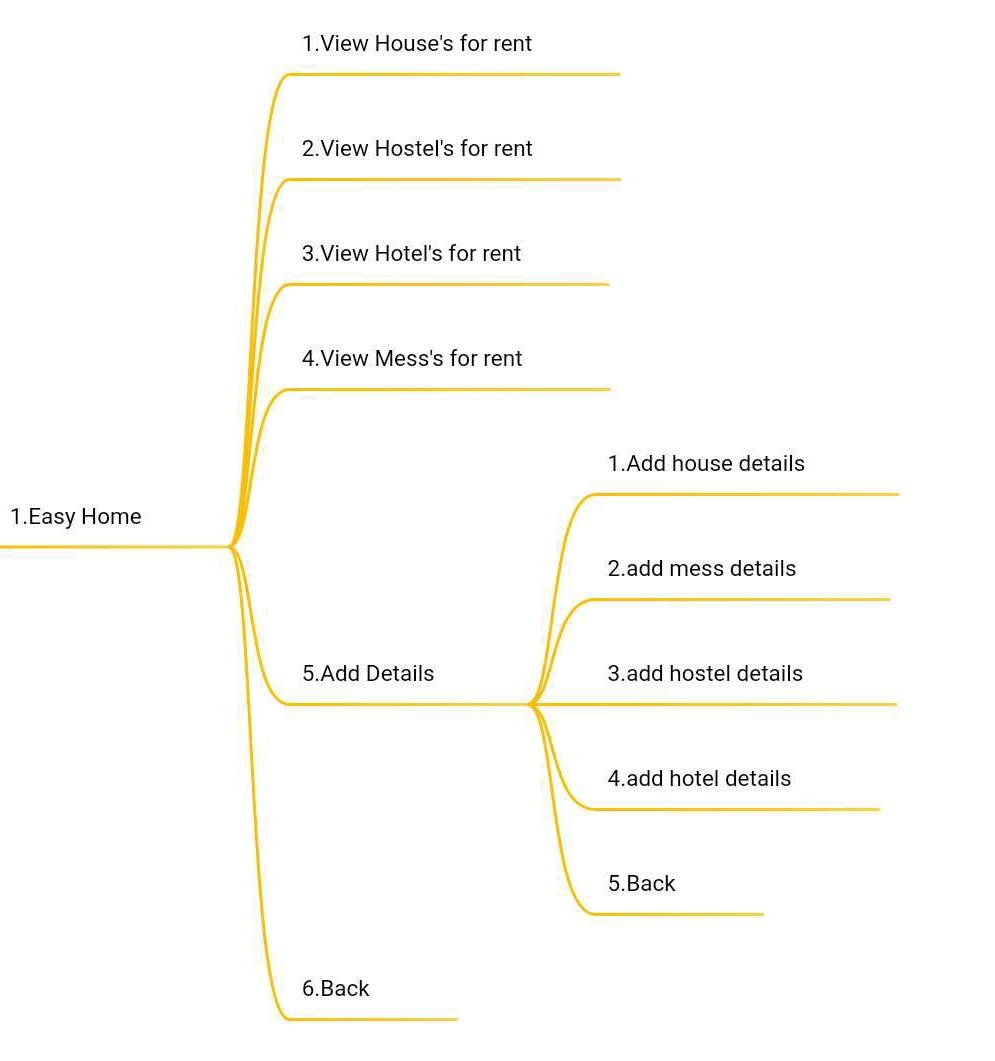 1.Easy Home
1.View House's for rent
2.View Hostel's for rent
3.View Hotel's for rent
4.View Mess's for rent
5.Add Details
1.Add house details
2.add mess details
3.add hostel details
4.add hotel details
5.Back
6.Back